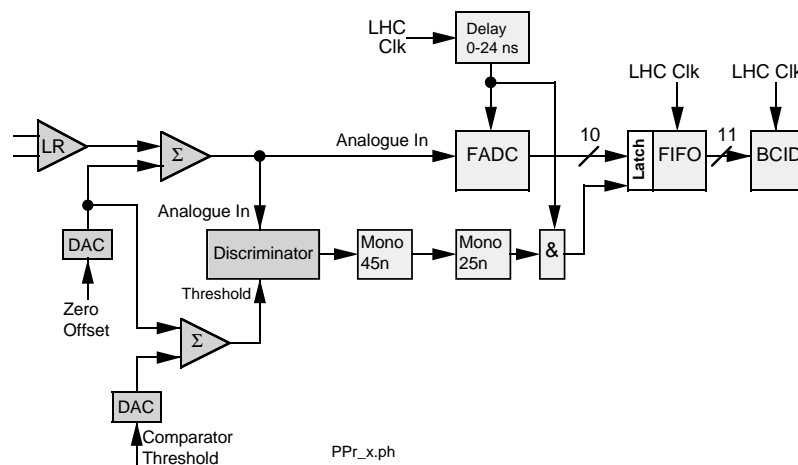 LHC
Clk
Delay
0-24 ns
LHC Clk
LHC Clk
LR
Σ
Analogue In
FADC
10
Latch
FIFO
11
BCID
Analogue In
DAC
Discriminator
Mono
45n
Mono
25n
&
Zero
Offset
Threshold
Σ
DAC
Comparator
Threshold
PPr_x.ph